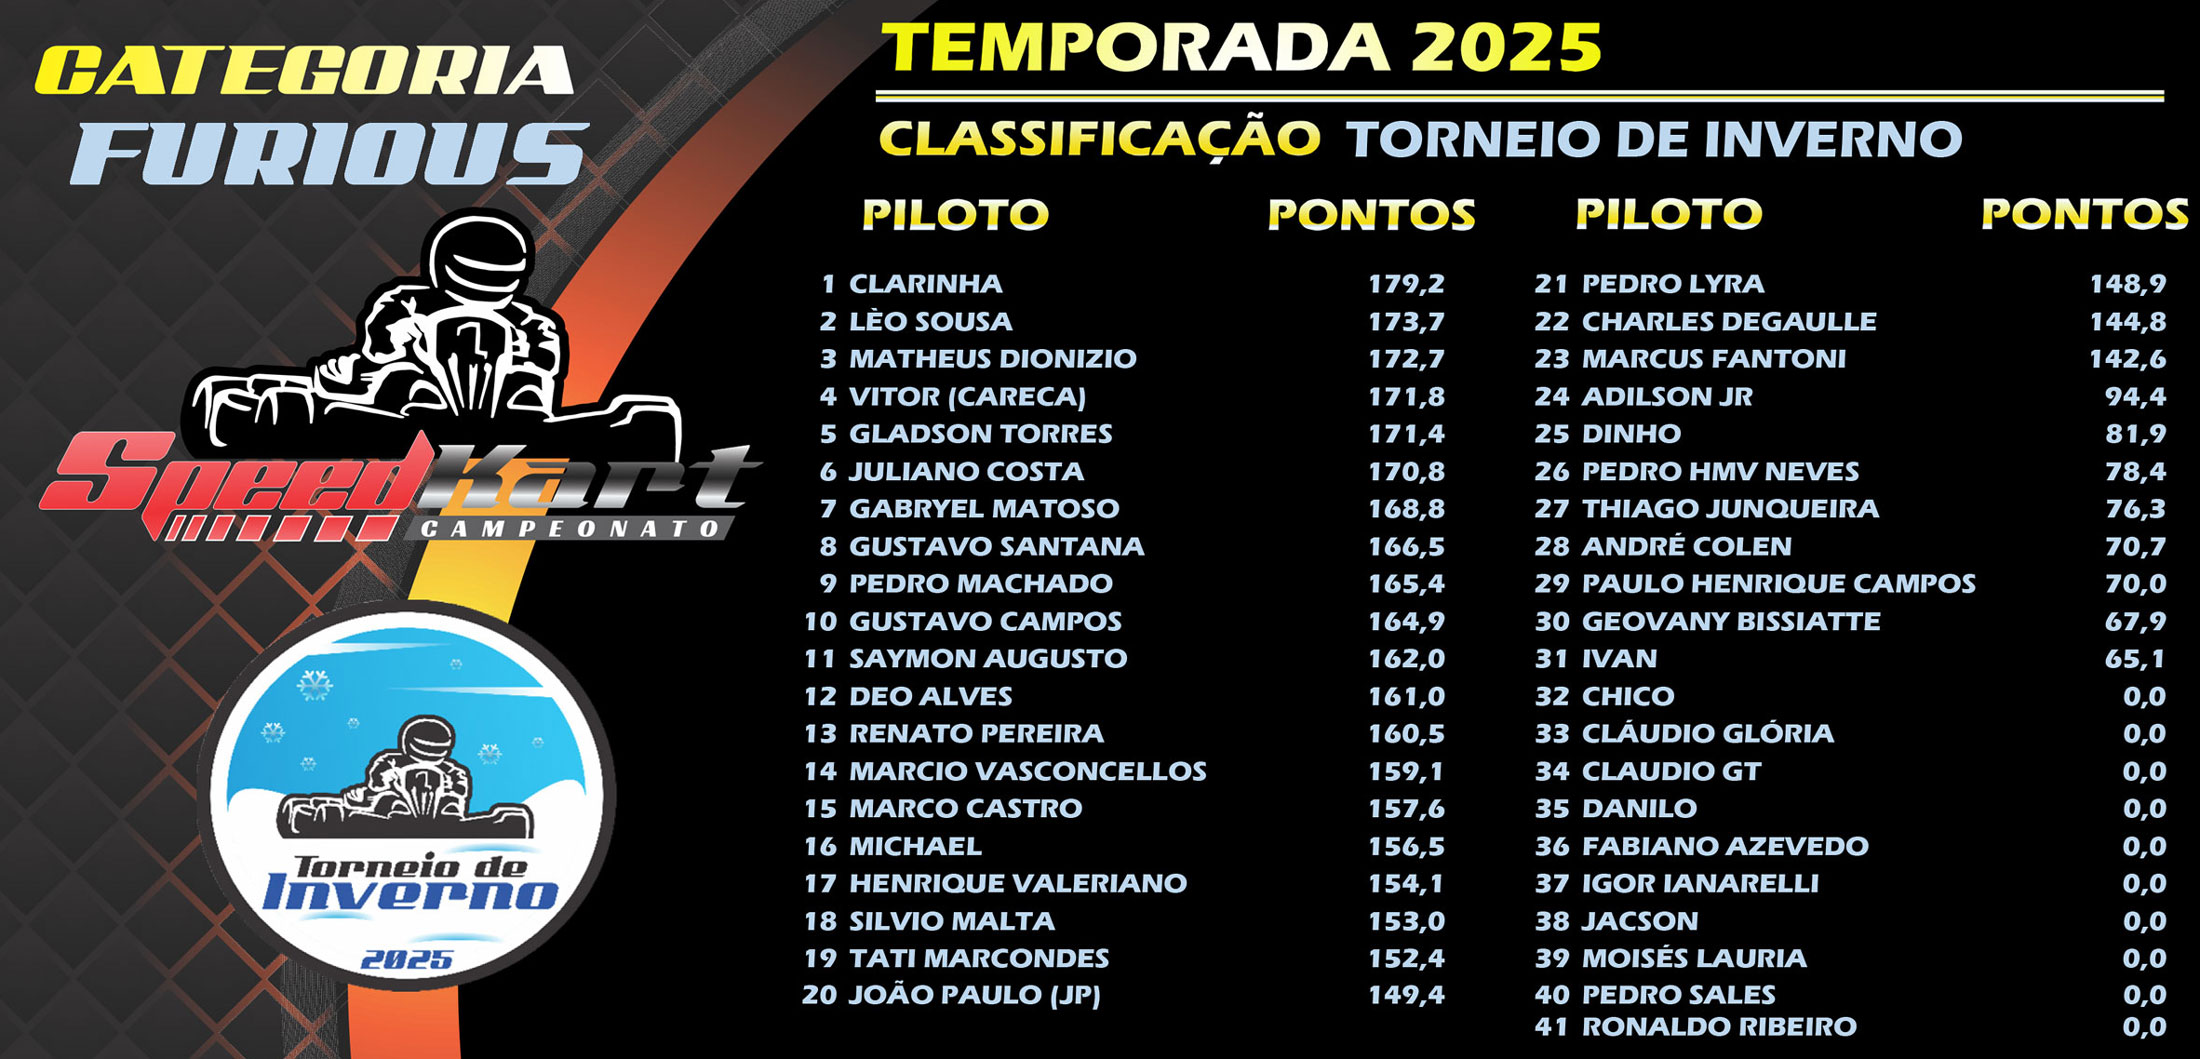 CATEGORIA
FURIOUS
Speed Kart
CAMPEONATO
Torneio de
Inverno
2025
TEMPORADA 2025
CLASSIFICAÇÃO TORNEIO DE INVERNO
PILOTO PONTOS PILOTO PONTOS
1 CLARINHA 179,2 21 PEDRO LYRA 148,9
2 LÈO SOUSA 173,7 22 CHARLES DEGAULLE 144,8
3 MATHEUS DIONIZIO 172,7 23 MARCUS FANTONI 142,6
4 VITOR (CARECA) 171,8 24 ADILSON JR 94,4
5 GLADSON TORRES 171,4 25 DINHO 81,9
6 JULIANO COSTA 170,8 26 PEDRO HMV NEVES 78,4
7 GABRYEL MATOSO 168,8 27 THIAGO JUNQUEIRA 76,3
8 GUSTAVO SANTANA 166,5 28 ANDRÉ COLEN 70,7
9 PEDRO MACHADO 165,4 29 PAULO HENRIQUE CAMPOS 70,0
10 GUSTAVO CAMPOS 164,9 30 GEOVANY BISSIATTE 67,9
11 SAYMON AUGUSTO 162,0 31 IVAN 65,1
12 DEO ALVES 161,0 32 CHICO 0,0
13 RENATO PEREIRA 160,5 33 CLÁUDIO GLÓRIA 0,0
14 MARCIO VASCONCELLOS 159,1 34 CLAUDIO GT 0,0
15 MARCO CASTRO 157,6 35 DANILO 0,0
16 MICHAEL 156,5 36 FABIANO AZEVEDO 0,0
17 HENRIQUE VALERIANO 154,1 37 IGOR IANARELLI 0,0
18 SILVIO MALTA 153,0 38 JACSON 0,0
19 TATI MARCONDES 152,4 39 MOISÉS LAURIA 0,0
20 JOÃO PAULO (JP) 149,4 40 PEDRO SALES 0,0
41 RONALDO RIBEIRO 0,0